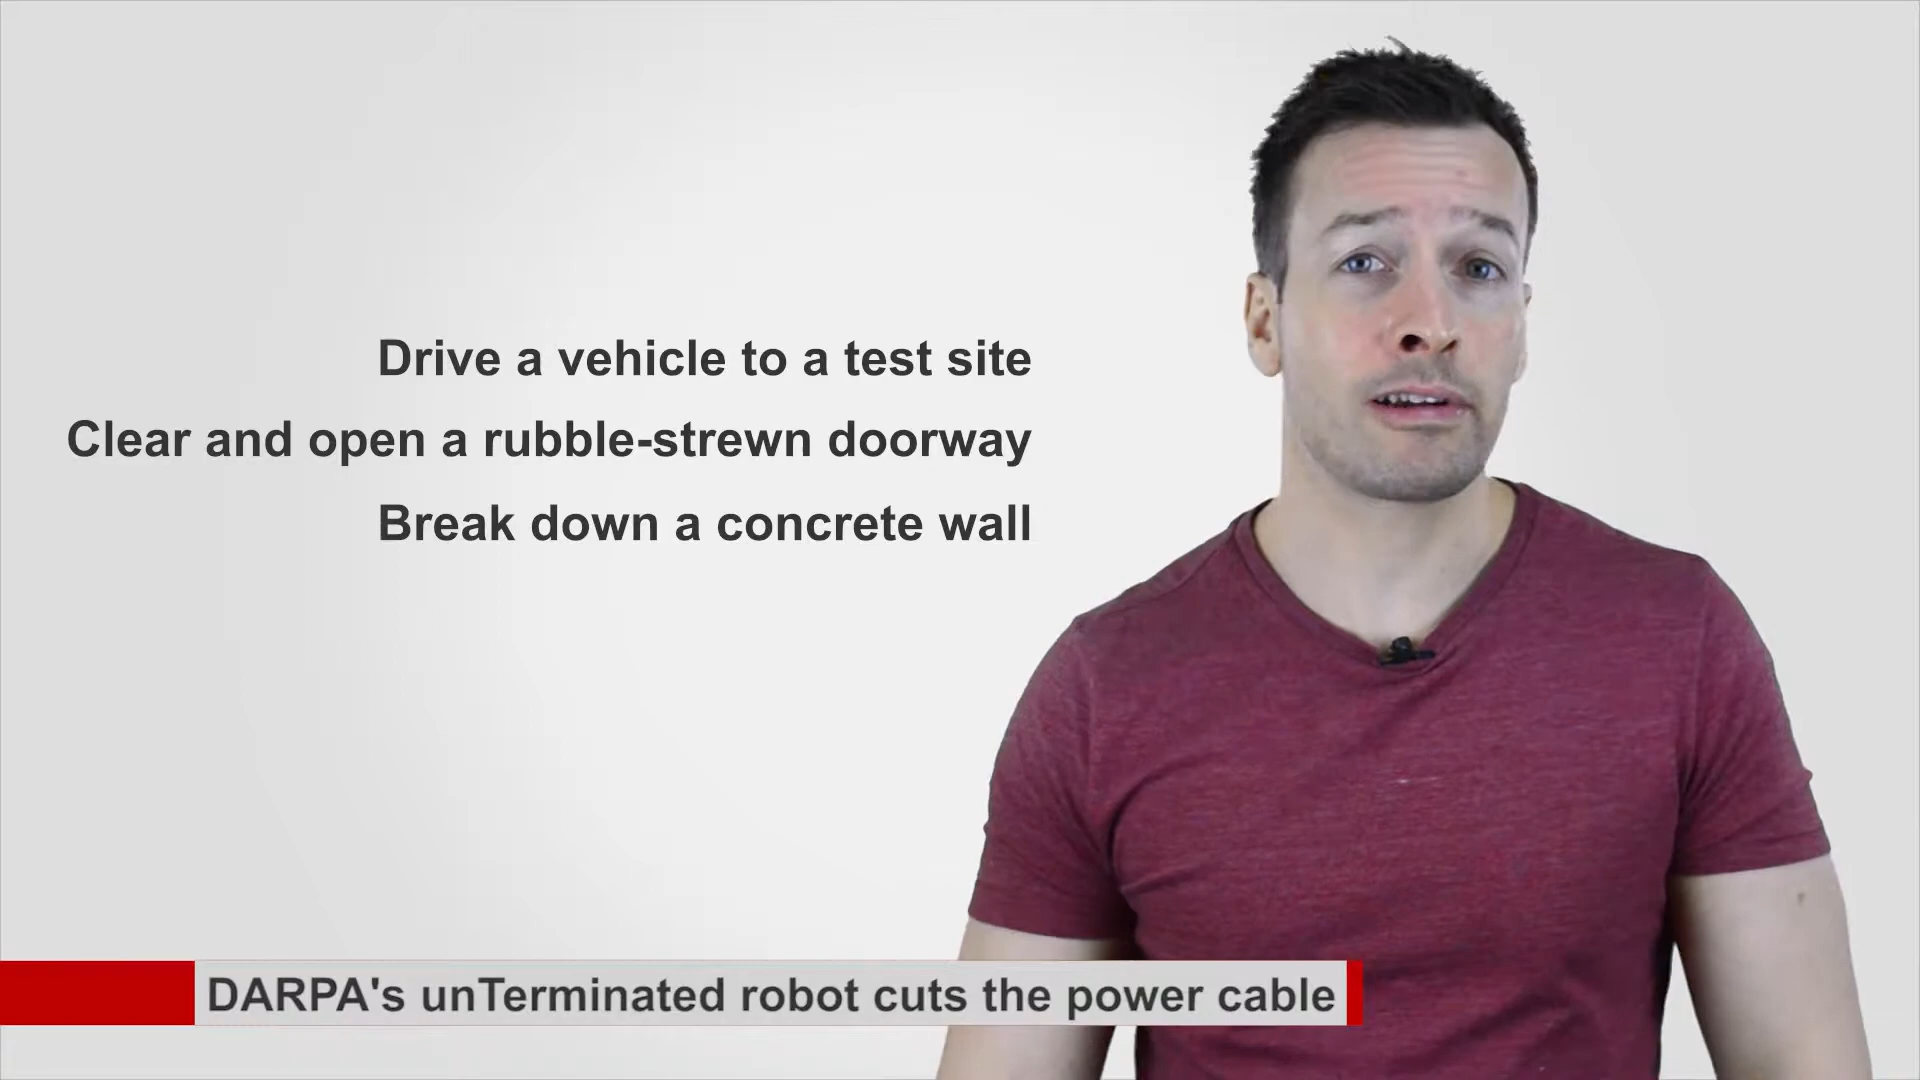 Drive a vehicle to a test site
Clear and open a rubble-strewn doorway
Break down a concrete wall
DARPA's unTerminated robot cuts the power cable